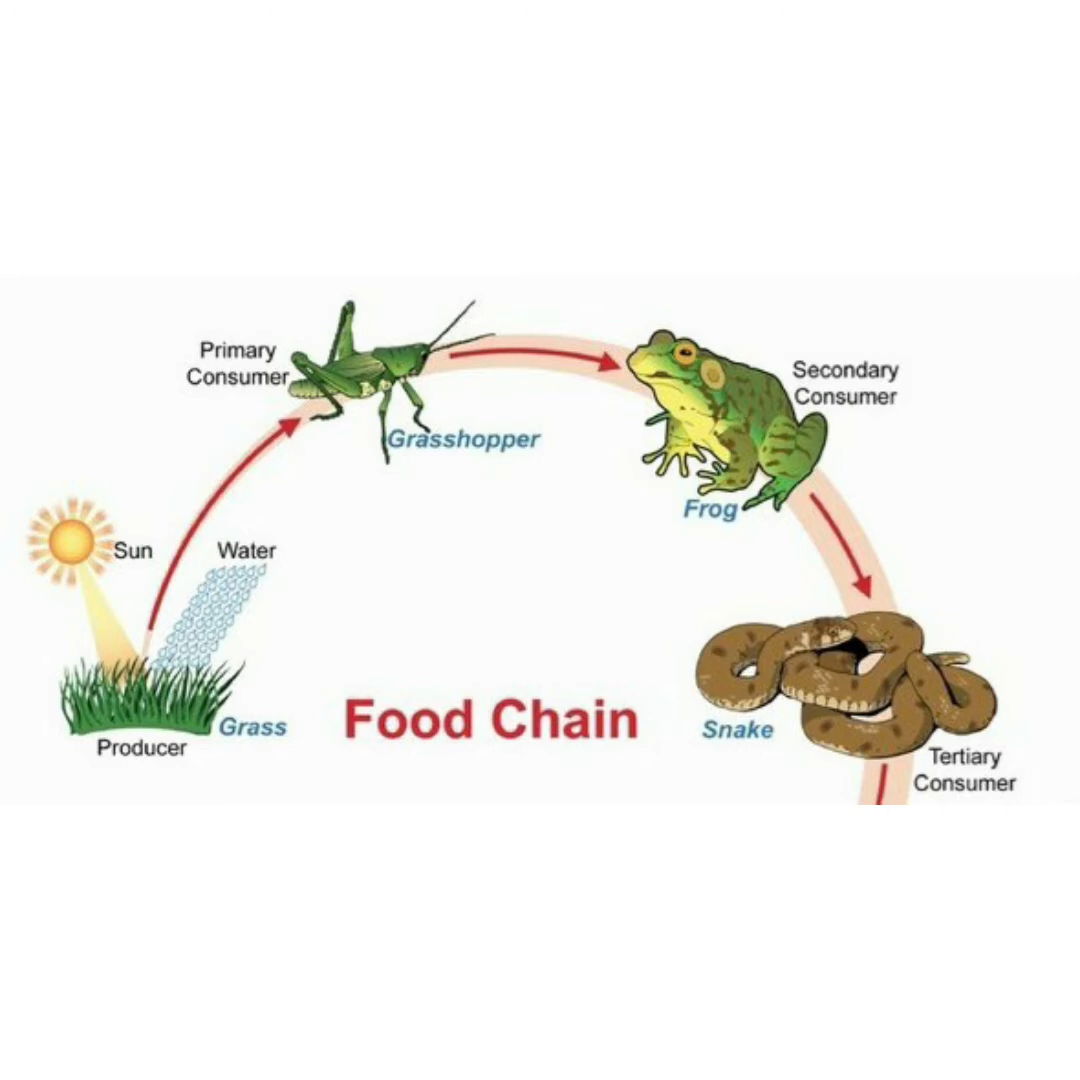 Primary
Consumer
Grasshopper
Secondary
Consumer
Frog
Sun
Water
Grass
Producer
Food Chain
Snake
Tertiary
Consumer